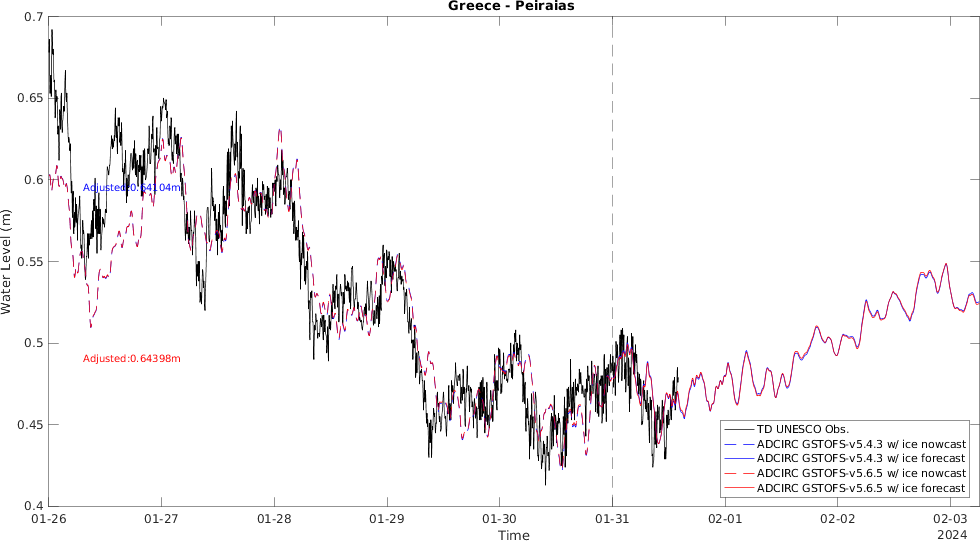 Greece - Peiraias
0.7
0.65
0.6
0.55
0.5
0.45
0.4
Water Level (m)
Adjusted:0.64104m
Adjusted:0.64398m
TD UNESCO Obs.
ADCIRC GSTOFS-v5.4.3 w/ ice nowcast
ADCIRC GSTOFS-v5.4.3 w/ ice forecast
ADCIRC GSTOFS-v5.6.5 w/ ice nowcast
ADCIRC GSTOFS-v5.6.5 w/ ice forecast
01-26 01-27 01-28 01-29 01-30 01-31 02-01 02-02 02-03
Time 2024